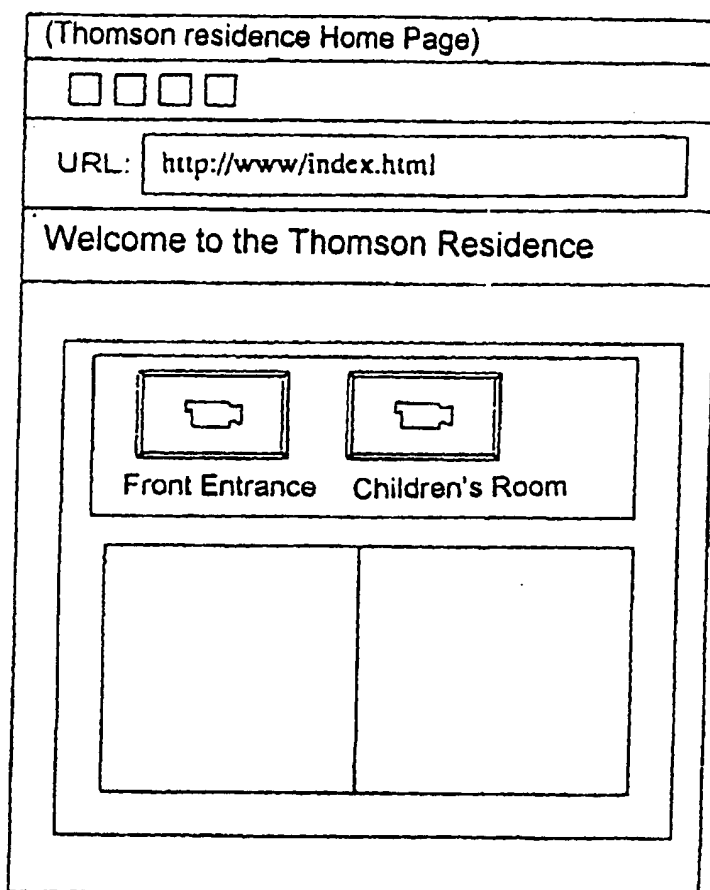 (Thomson residence Home Page)
URL: http://www/index.html
Welcome to the Thomson Residence
Front Entrance Children's Room